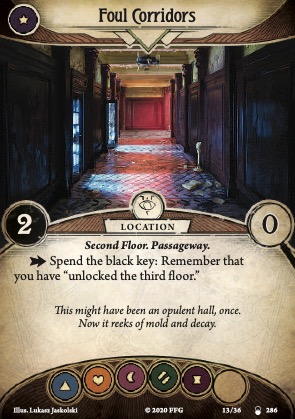 Foul Corridors
2
LOCATION
0
Second Floor. Passageway.
Spend the black key: Remember that
you have “unlocked the third floor.”
This might have been an opulent hall, once.
Now it reeks of mold and decay.
Illus. Lukasz Jaskolski © 2020 FFG 13/36 286